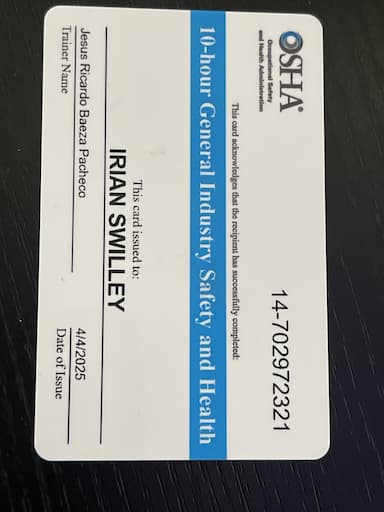 OSHA®
Occupational Safety
and Health Administration
14-702972321
This card acknowledges that the recipient has successfully completed:
10-hour General Industry Safety and Health
This card issued to:
IRIAN SWILLEY
Jesus Ricardo Baeza Pacheco
4/4/2025
Trainer Name
Date of Issue